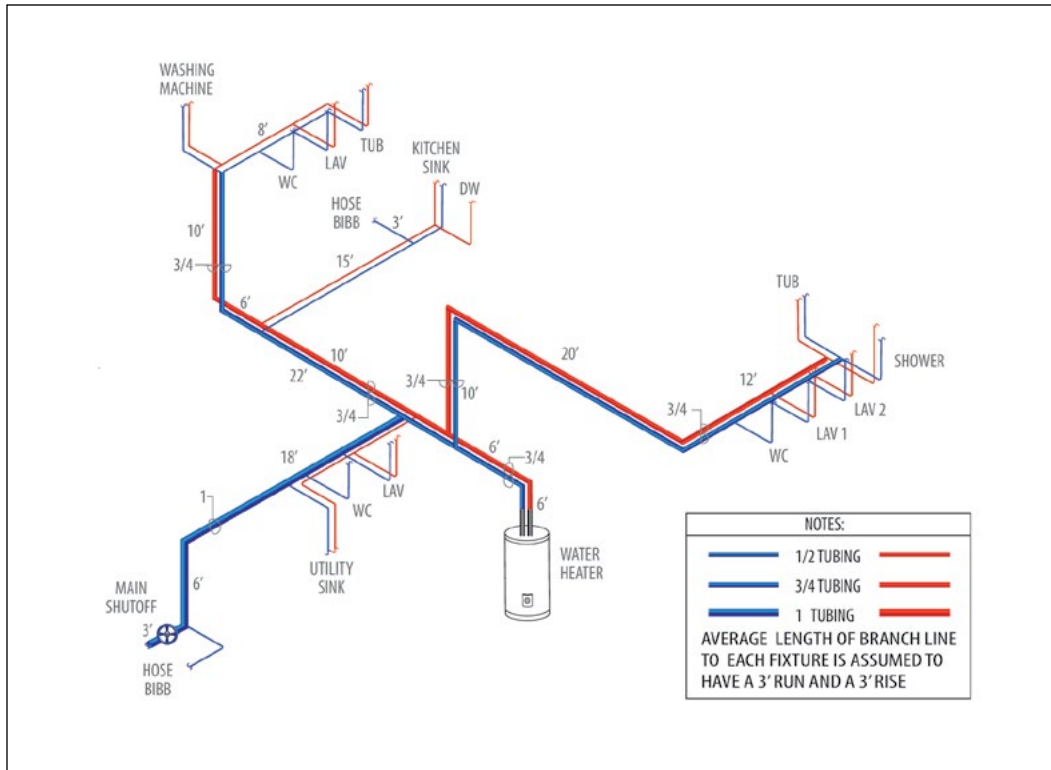 WASHING
MACHINE
8'
TUB
LAV
WC
KITCHEN
SINK
DW
HOSE
BIBB
3'
10'
15'
3/4
6'
10'
22'
3/4
3/4
10'
20'
TUB
12'
SHOWER
3/4
LAV 2
LAV 1
WC
6'
3/4
6'
18'
LAV
WC
1
UTILITY
SINK
WATER
HEATER
6'
MAIN
SHUTOFF
3'
HOSE
BIBB
NOTES:
1/2 TUBING
3/4 TUBING
1 TUBING
AVERAGE LENGTH OF BRANCH LINE
TO EACH FIXTURE IS ASSUMED TO
HAVE A 3' RUN AND A 3' RISE